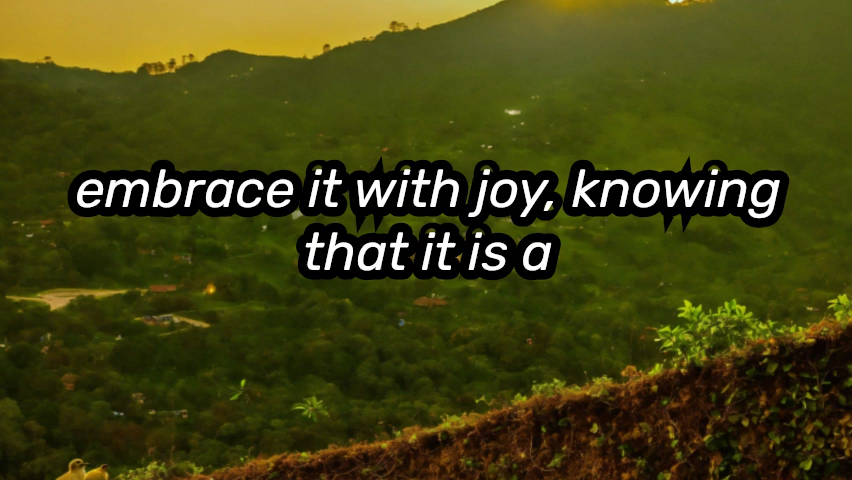 embrace it with joy, knowing
that it is a